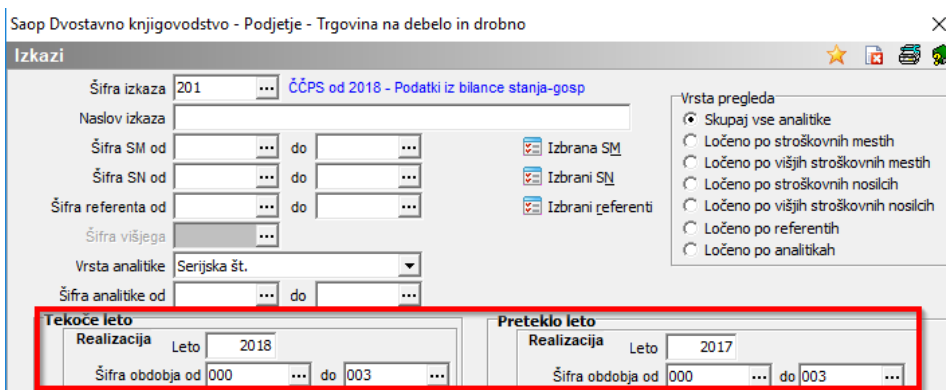 Saop Dvostavno knjigovodstvo - Podjetje - Trgovina na debelo in drobno
Izkazi
Šifra izkaza 201 ... ČČPS od 2018 - Podatki iz bilance stanja-gosp
Naslov izkaza
Šifra SM od ... do ... Izbrana SM
Šifra SN od ... do ... Izbrani SN
Šifra referenta od ... do ... Izbrani referenti
Šifra višjega ...
Vrsta analitike Serijska št.
Šifra analitike od ... do ...
Vrsta pregleda
Skupaj vse analitike
Ločeno po stroškovnih mestih
Ločeno po višjih stroškovnih mestih
Ločeno po stroškovnih nosilcih
Ločeno po višjih stroškovnih nosilcih
Ločeno po referentih
Ločeno po analitikah
Tekoče leto
Realizacija Leto 2018
Šifra obdobja od 000 ... do 003 ...
Preteklo leto
Realizacija Leto 2017
Šifra obdobja od 000 ... do 003 ...